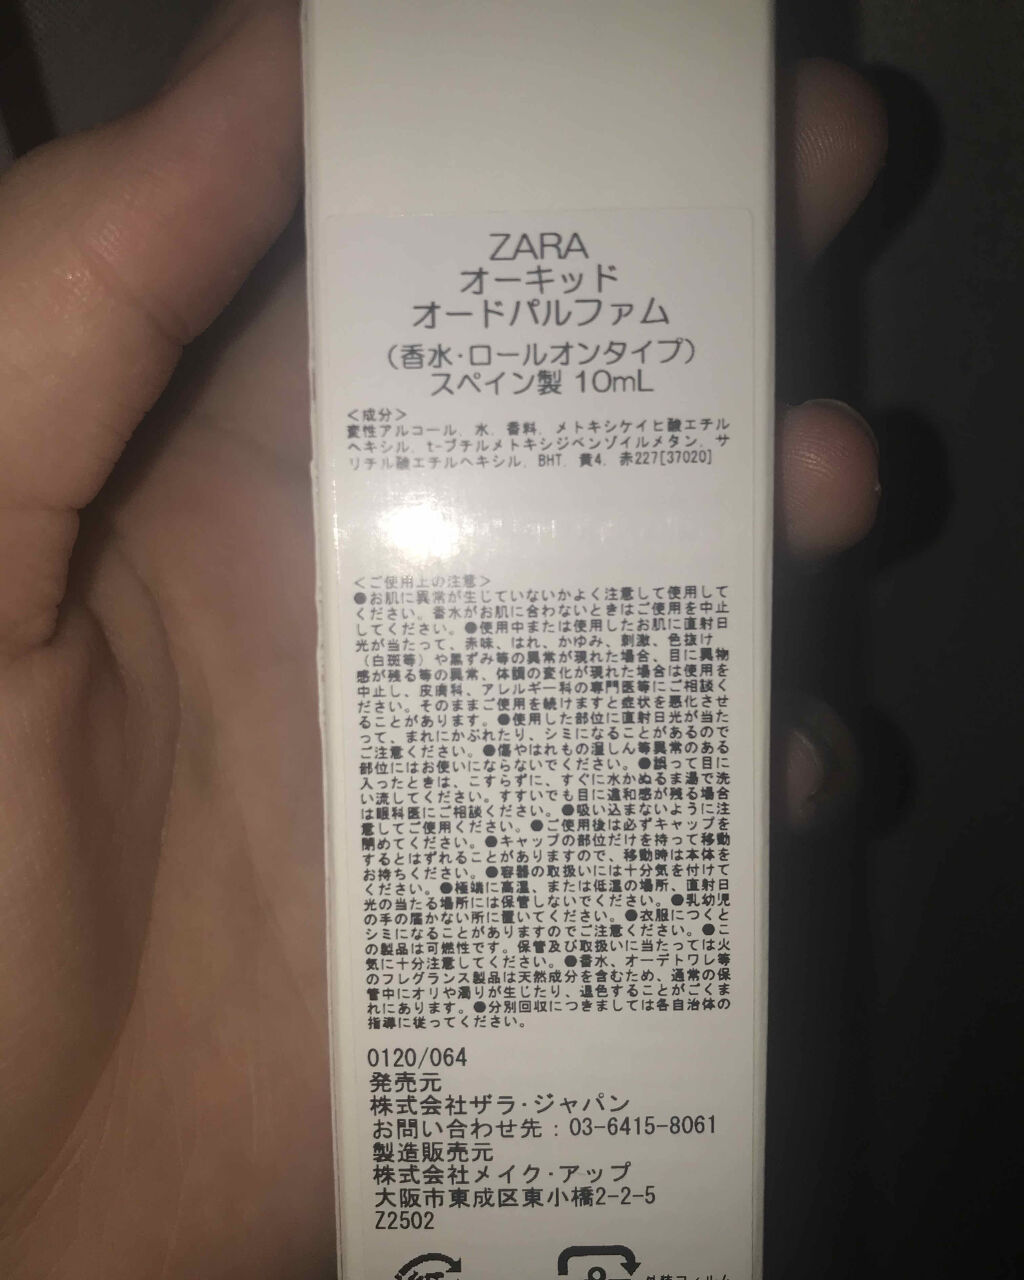 ZARA
オーキッド
オードパルファム
（香水･ロールオンタイプ）
スペイン製 10mL
＜成分＞
変性アルコール、水、香料、メトキシケイヒ酸エチル
ヘキシル、t-ブチルメトキシジベンゾイルメタン、サ
リチル酸エチルヘキシル、BHT、黄4、赤227[37020]
＜ご使用上の注意＞
●お肌に異常が生じていないかよく注意して使用して
ください。香水がお肌に合わないときはご使用を中止
してください。●使用中または使用したお肌に直射日
光が当たって、赤味、はれ、かゆみ、刺激、色抜け
（白斑等）や黒ずみ等の異常が現れた場合、目に異物
感が残る等の異常、体調の変化が現れた場合は使用を
中止し、皮膚科、アレルギー科の専門医等にご相談く
ださい。そのままご使用を続けますと症状を悪化させ
ることがあります。●使用した部位に直射日光が当た
って、まれにかぶれたり、シミになることがあるので
ご注意ください。●傷やはれもの湿しん等異常のある
部位にはお使いにならないでください。●誤って目に
入ったときは、こすらずに、すぐに水かぬるま湯で洗
い流してください。すすいでも目に違和感が残る場合
は眼科医にご相談ください。●吸い込まないように注
意してご使用ください。●ご使用後は必ずキャップを
閉めてください。●キャップの部位だけを持って移動
するとはずれることがありますので、移動時は本体を
お持ちください。●容器の取扱いには十分気を付けて
ください。●極端に高温、または低温の場所、直射日
光の当たる場所には保管しないでください。●乳幼児
の手の届かない所に置いてください。●衣服につくと
シミになることがありますのでご注意ください。●こ
の製品は可燃性です。保管及び取扱いに当たっては火
気に十分注意してください。●香水、オーデトワレ等
のフレグランス製品は天然成分を含むため、通常の保
管中にオリや濁りが生じたり、退色することがごくま
れにあります。●分別回収につきましては各自治体の
指導に従ってください。
0120/064
発売元
株式会社ザラ･ジャパン
お問い合わせ先：03-6415-8061
製造販売元
株式会社メイク･アップ
大阪市東成区東小橋2-2-5
Z2502
外装フィルム